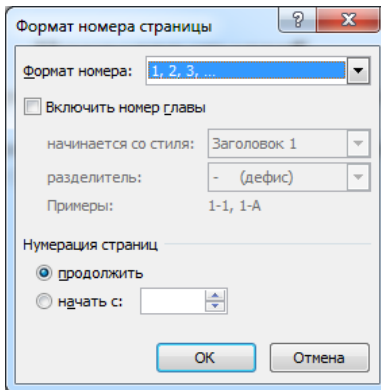 Формат номера страницы
Формат номера: 1, 2, 3, ...
Включить номер главы
начинается со стиля: Заголовок 1
разделитель: - (дефис)
Примеры: 1-1, 1-A
Нумерация страниц
продолжить
начать с:
OK Отмена